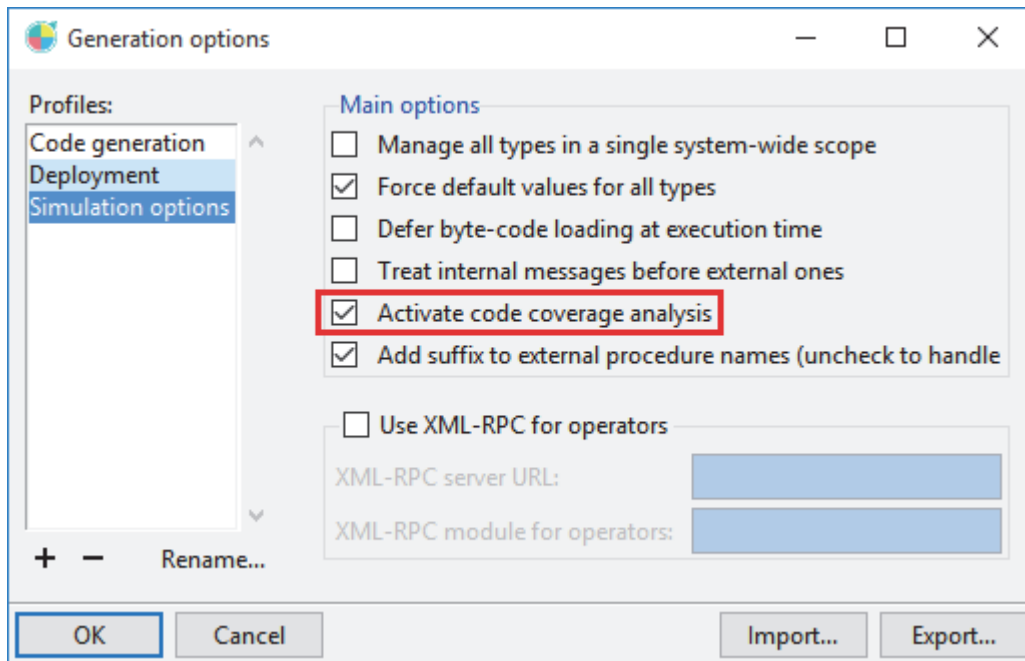 Generation options
Profiles:
Code generation
Deployment
Simulation options
Rename...
Main options
Manage all types in a single system-wide scope
Force default values for all types
Defer byte-code loading at execution time
Treat internal messages before external ones
Activate code coverage analysis
Add suffix to external procedure names (uncheck to handle
Use XML-RPC for operators
XML-RPC server URL:
XML-RPC module for operators:
OK
Cancel
Import...
Export...